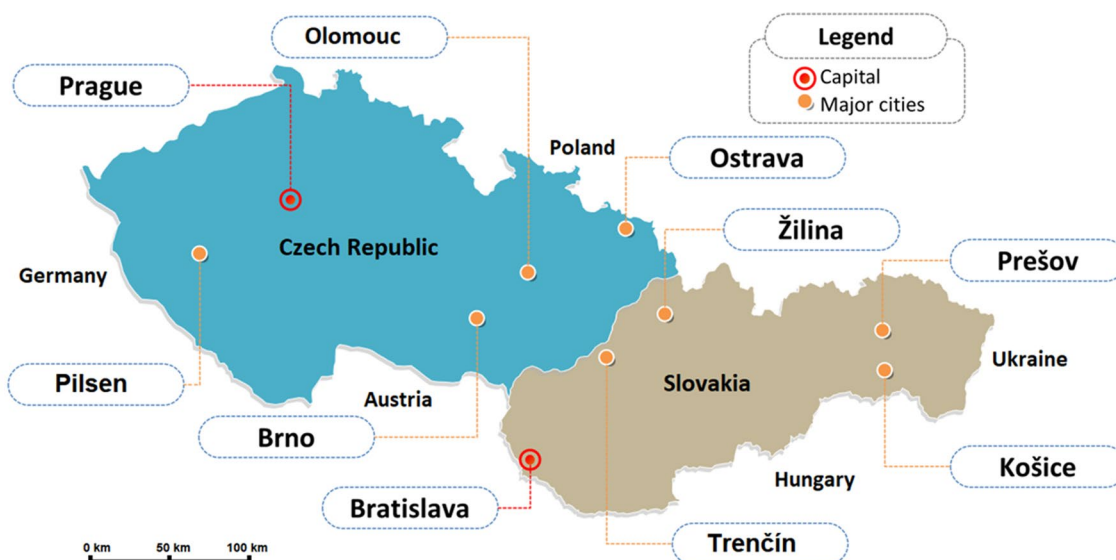 Olomouc
Legend
Capital
Major cities
Prague
Poland
Ostrava
Žilina
Czech Republic
Germany
Prešov
Ukraine
Pilsen
Austria
Slovakia
Brno
Košice
Hungary
Bratislava
Trenčín
0 km 50 km 100 km